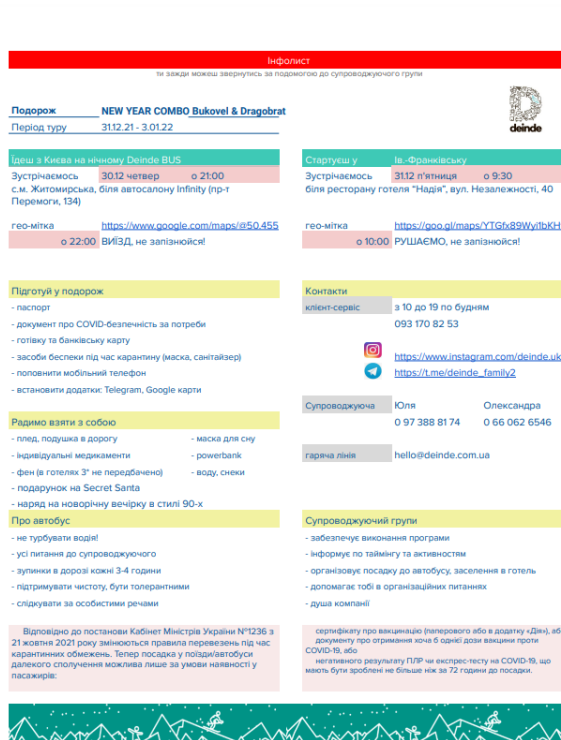 Інфолист
ти завжди можеш звернутись за подомогою до супроводжуючого групи
deinde
Подорож NEW YEAR COMBO Bukovel & Dragobrat
Період туру 31.12.21 - 3.01.22
Їдеш з Києва на нічному Deinde BUS
Зустрічаємось 30.12 четвер о 21:00
с.м. Житомирська, біля автосалону Infinity (пр-т
Перемоги, 134)
гео-мітка https://www.google.com/maps/@50.455
о 22:00 ВИЇЗД, не запізнюйся!
Стартуєш у Ів.-Франківську
Зустрічаємось 31.12 п'ятниця о 9:30
біля ресторану готеля "Надія", вул. Незалежності, 40
гео-мітка https://goo.gl/maps/YTGfx89Wyi1bKH
о 10:00 РУШАЄМО, не запізнюйся!
Підготуй у подорож
- паспорт
- документ про COVID-безпечність за потреби
- готівку та банківську карту
- засоби беспеки під час карантину (маска, санітайзер)
- поповнити мобільний телефон
- встановити додатки: Telegram, Google карти
Контакти
клієнт-сервіс з 10 до 19 по будням
093 170 82 53
https://www.instagram.com/deinde.uk
https://t.me/deinde_family2
Супроводжуюча Юля Олександра
0 97 388 81 74 0 66 062 6546
гаряча лінія hello@deinde.com.ua
Радимо взяти з собою
- плед, подушка в дорогу - маска для сну
- індивідуальні медикаменти - powerbank
- фен (в готелях 3* не передбачено) - воду, снеки
- подарунок на Secret Santa
- наряд на новорічну вечірку в стилі 90-х
Про автобус
- не турбувати водія!
- усі питання до супроводжуючого
- зупинки в дорозі кожні 3-4 години
- підтримувати чистоту, бути толерантними
- слідкувати за особистими речами
Супроводжуючий групи
- забезпечує виконання програми
- інформує по таймінгу та активностям
- організовує посадку до автобусу, заселення в готель
- допомагає тобі в організаційних питаннях
- душа компанії
Відповідно до постанови Кабінет Міністрів України №1236 з
21 жовтня 2021 року змінюються правила перевезень під час
карантинних обмежень. Тепер посадка у поїзди/автобуси
далекого сполучення можлива лише за умови наявності у
пасажирів:
сертифікату про вакцинацію (паперового або в додатку «Дія»), аб
документу про отримання хоча б однієї дози вакцини проти
COVID-19, або
негативного результату ПЛР чи експрес-тесту на COVID-19, що
мають бути зроблені не більше ніж за 72 години до посадки.